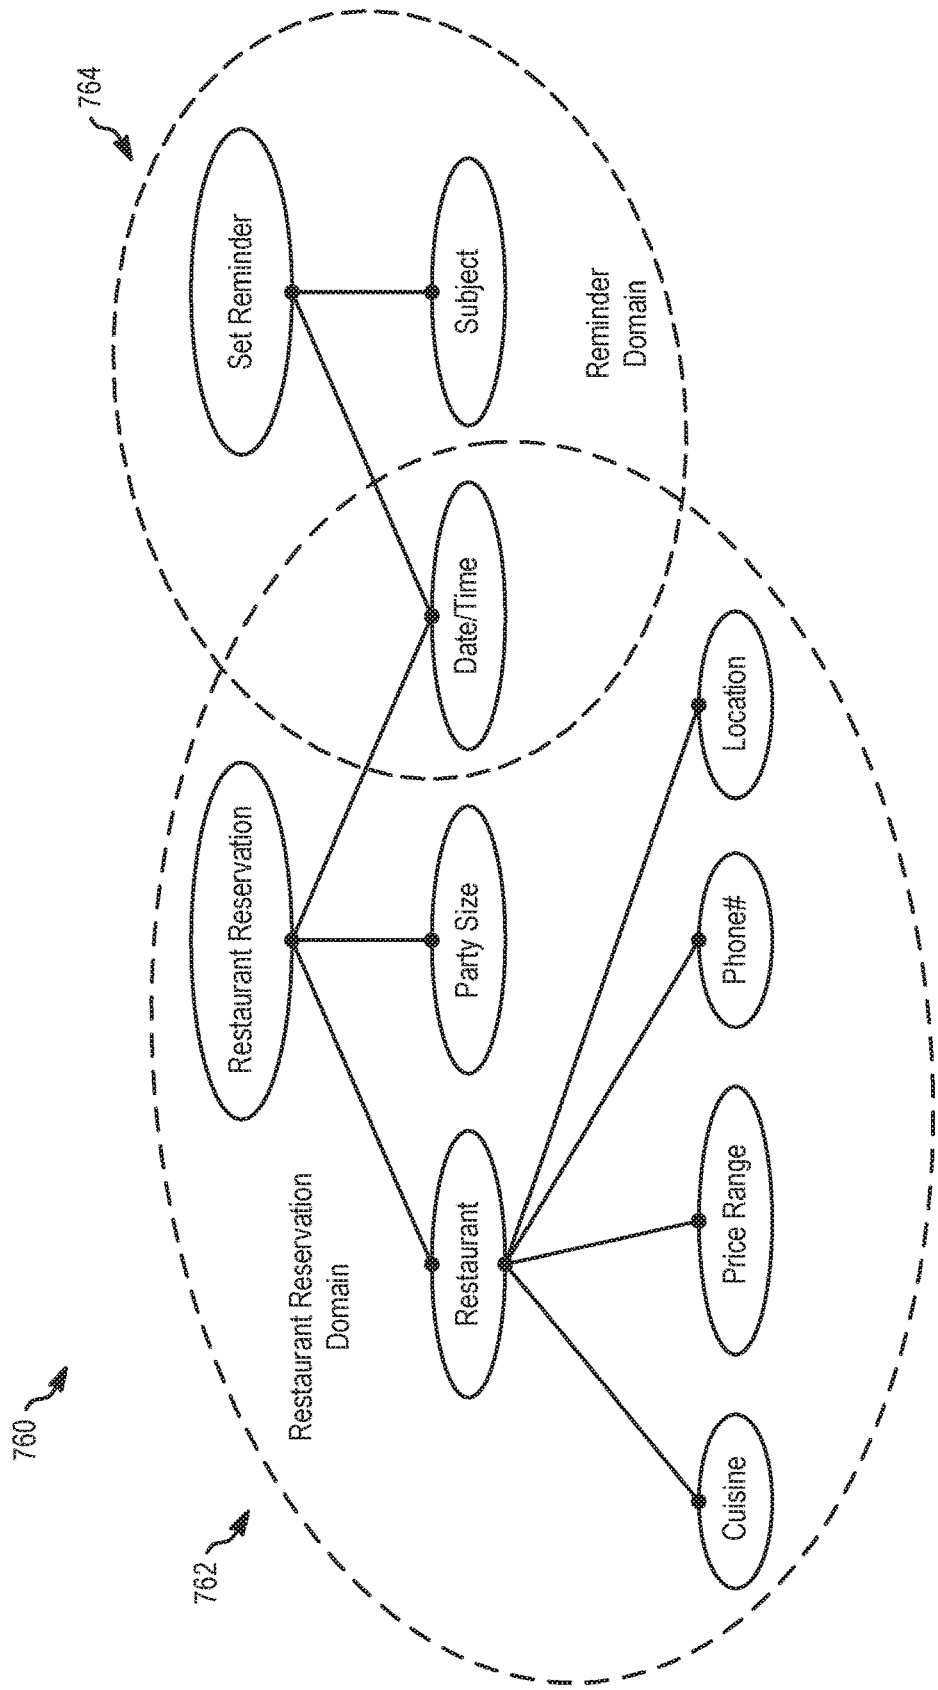 760
762
764
Restaurant Reservation
Domain
Restaurant Reservation
Set Reminder
Restaurant
Party Size
Date/Time
Subject
Reminder
Domain
Cuisine
Price Range
Phone#
Location